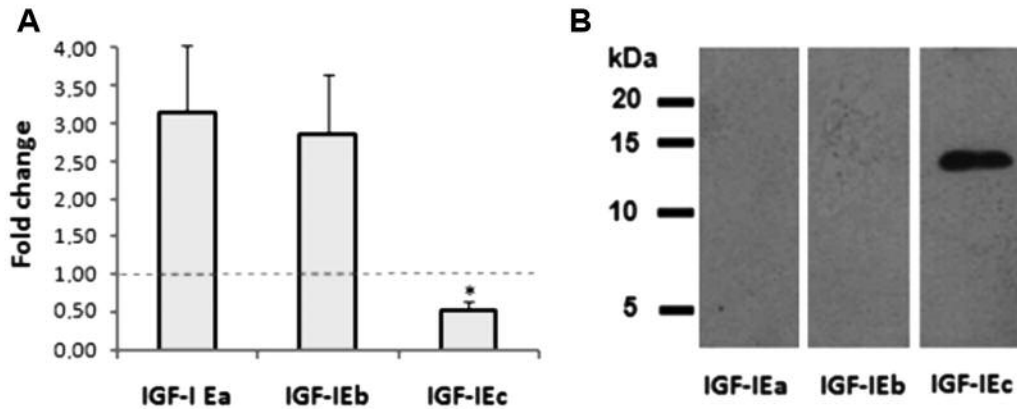 A
4,00
3,50
3,00
2,50
2,00
1,50
1,00
0,50
0,00
Fold change
*
IGF-I Ea
IGF-IEb
IGF-IEc
B
kDa
20
15
10
5
IGF-IEa
IGF-IEb
IGF-IEc